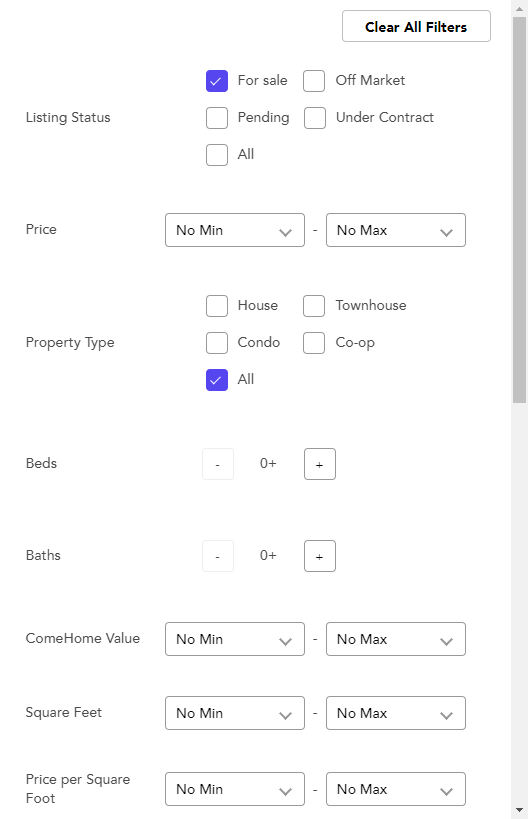 Clear All Filters
For sale Off Market
Listing Status Pending Under Contract
All
Price No Min - No Max
House Townhouse
Property Type Condo Co-op
All
Beds - 0+ +
Baths - 0+ +
ComeHome Value No Min - No Max
Square Feet No Min - No Max
Price per Square
Foot No Min - No Max